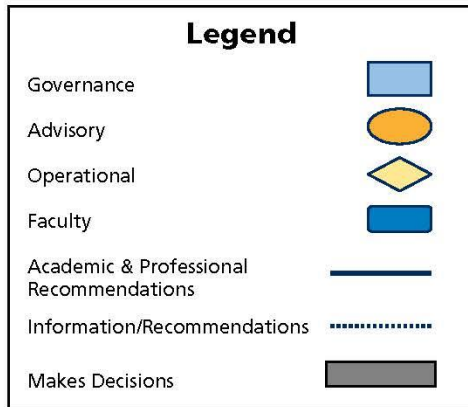 Legend
Governance
Advisory
Operational
Faculty
Academic & Professional
Recommendations
Information/Recommendations
Makes Decisions